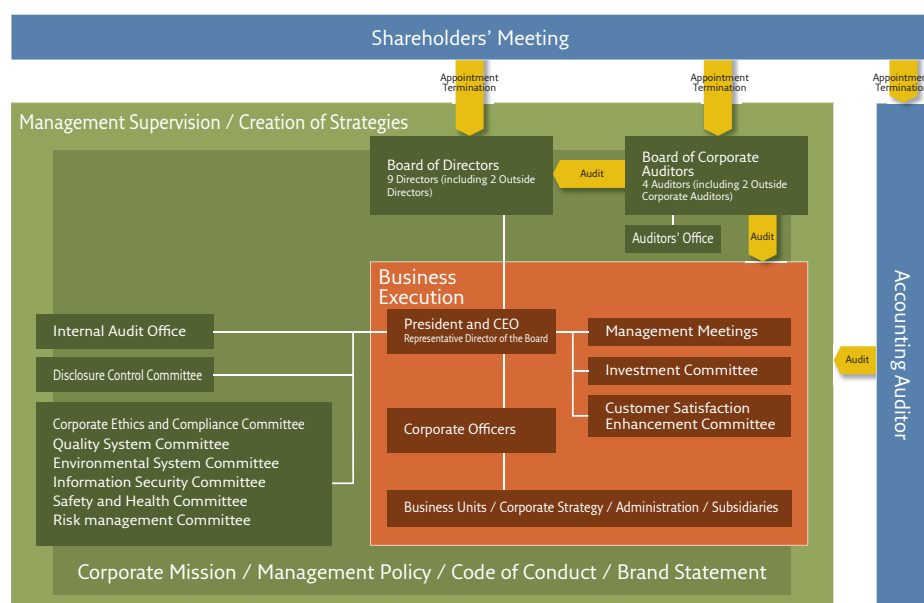 Shareholders' Meeting
Appointment
Termination
Appointment
Termination
Appointment
Termination
Management Supervision / Creation of Strategies
Board of Directors
9 Directors (including 2 Outside
Directors)
Audit
Board of Corporate
Auditors
4 Auditors (including 2 Outside
Corporate Auditors)
Auditors' Office
Audit
Business
Execution
Internal Audit Office
President and CEO
Representative Director of the Board
Management Meetings
Disclosure Control Committee
Investment Committee
Audit
Accounting Auditor
Corporate Ethics and Compliance Committee
Quality System Committee
Environmental System Committee
Information Security Committee
Safety and Health Committee
Risk management Committee
Corporate Officers
Customer Satisfaction
Enhancement Committee
Business Units / Corporate Strategy / Administration / Subsidiaries
Corporate Mission / Management Policy / Code of Conduct / Brand Statement